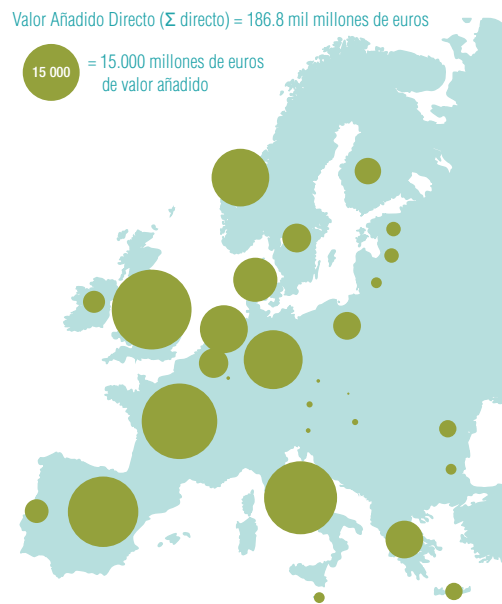 Valor Añadido Directo (Σ directo) = 186.8 mil millones de euros
15 000
= 15.000 millones de euros
de valor añadido